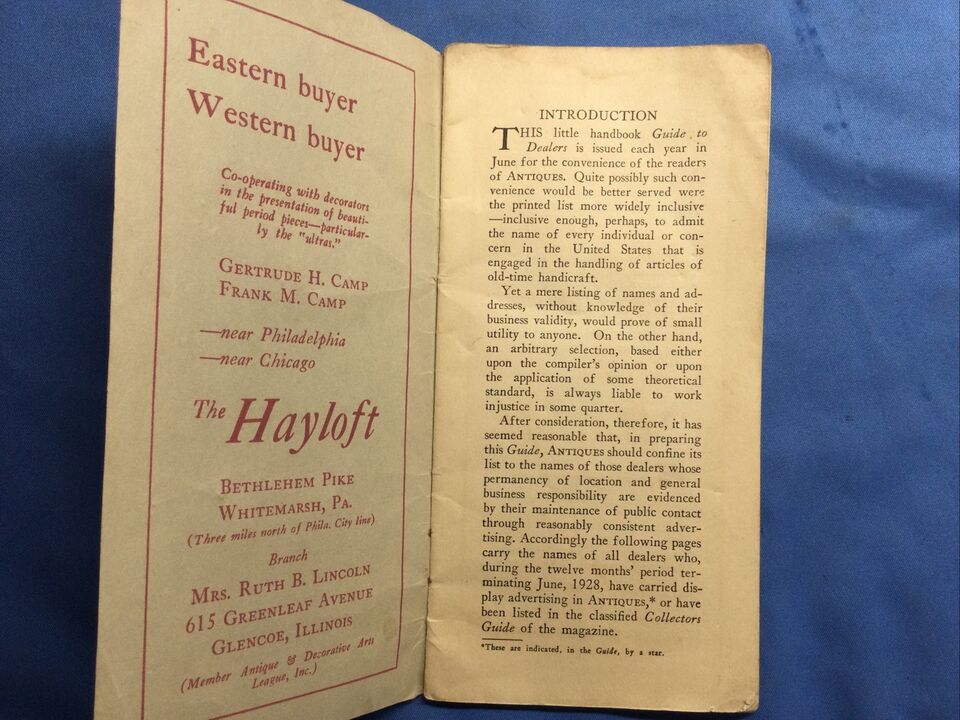 Eastern buyer
Western buyer
Co-operating with decorators
in the presentation of beauti-
ful period pieces—particular-
ly the "ultras."
GERTRUDE H. CAMP
FRANK M. CAMP
—near Philadelphia
—near Chicago
The Hayloft
BETHLEHEM PIKE
WHITEMARSH, PA.
(Three miles north of Phila. City line)
Branch
MRS. RUTH B. LINCOLN
615 GREENLEAF AVENUE
GLENCOE, ILLINOIS
(Member Antique & Decorative Arts
League, Inc.)
INTRODUCTION
THIS little handbook Guide to
Dealers is issued each year in
June for the convenience of the readers
of ANTIQUES. Quite possibly such con-
venience would be better served were
the printed list more widely inclusive
—inclusive enough, perhaps, to admit
the name of every individual or con-
cern in the United States that is
engaged in the handling of articles of
old-time handicraft.
Yet a mere listing of names and ad-
dresses, without knowledge of their
business validity, would prove of small
utility to anyone. On the other hand,
an arbitrary selection, based either
upon the compiler's opinion or upon
the application of some theoretical
standard, is always liable to work
injustice in some quarter.
After consideration, therefore, it has
seemed reasonable that, in preparing
this Guide, ANTIQUES should confine its
list to the names of those dealers whose
permanency of location and general
business responsibility are evidenced
by their maintenance of public contact
through reasonably consistent adver-
tising. Accordingly the following pages
carry the names of all dealers who,
during the twelve months' period ter-
minating June, 1928, have carried dis-
play advertising in ANTIQUES,* or have
been listed in the classified Collectors
Guide of the magazine.
*These are indicated, in the Guide, by a star.